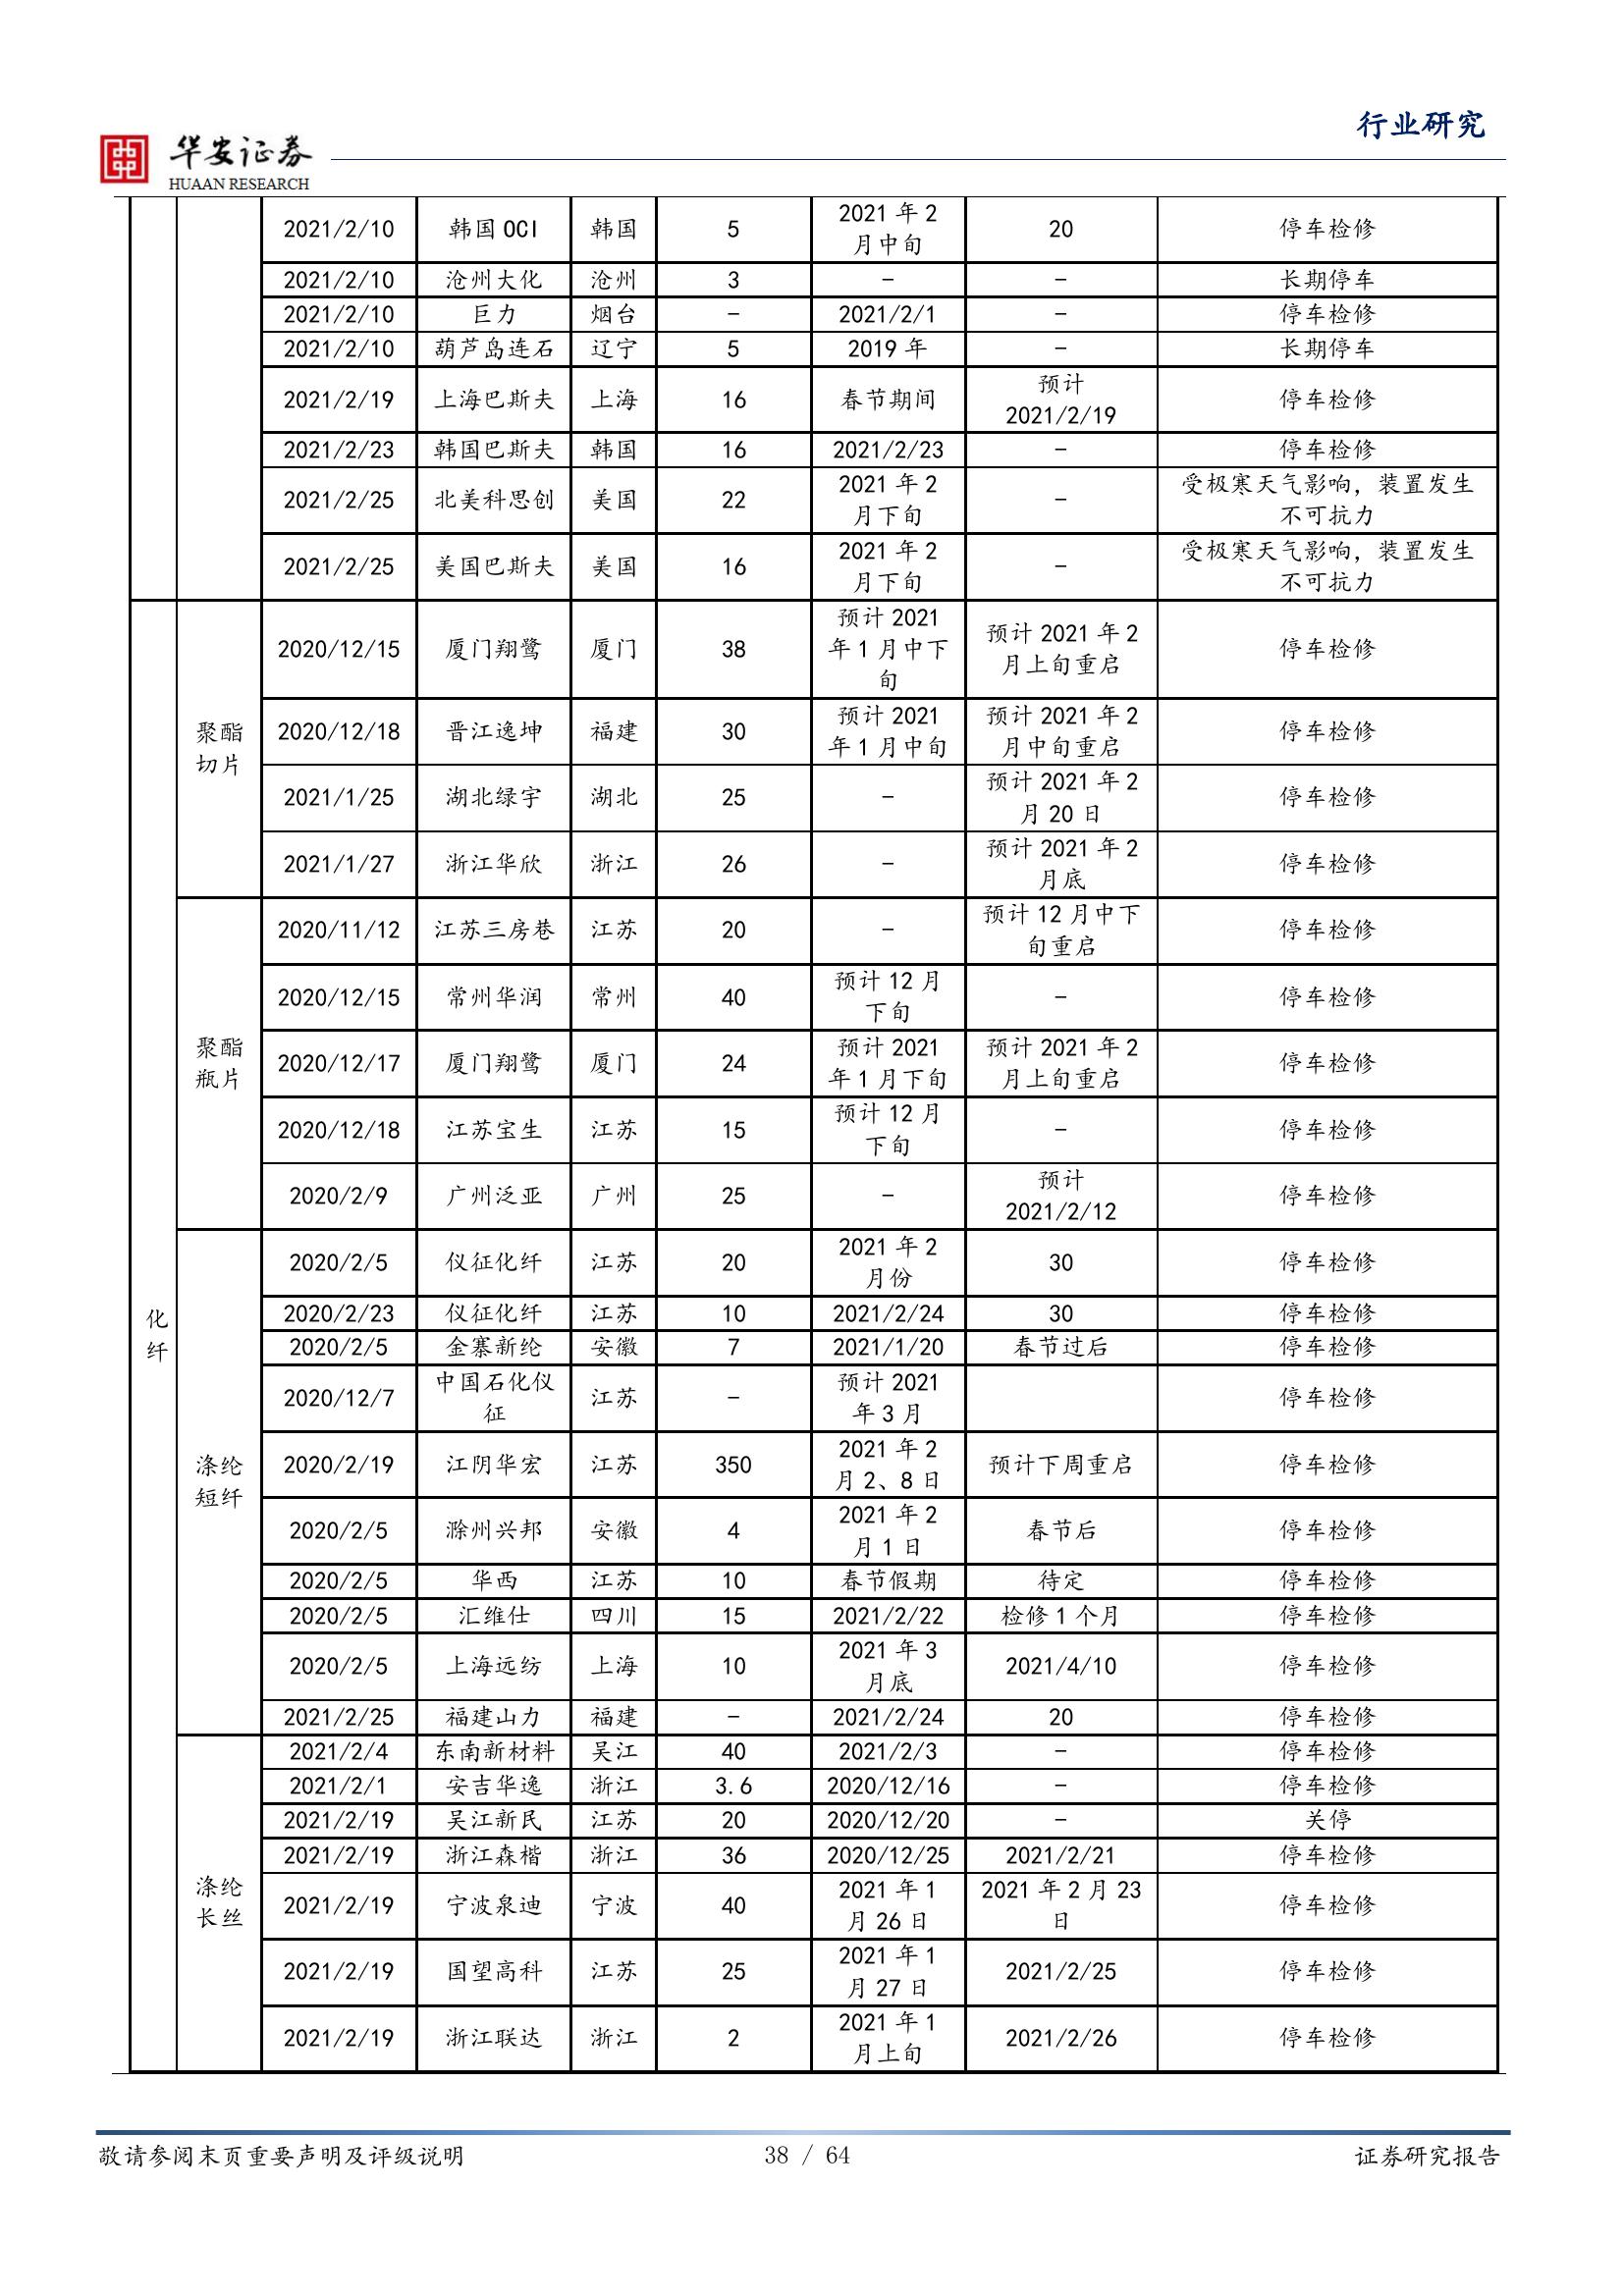 行业研究
华安证券
HUAAN RESEARCH
2021/2/10 韩国 OCI 韩国 5 2021 年 2 月中旬 20 停车检修
2021/2/10 沧州大化 沧州 3 - - 长期停车
2021/2/10 巨力 烟台 - 2021/2/1 - 停车检修
2021/2/10 葫芦岛连石 辽宁 5 2019 年 - 长期停车
2021/2/19 上海巴斯夫 上海 16 春节期间 预计 2021/2/19 停车检修
2021/2/23 韩国巴斯夫 韩国 16 2021/2/23 - 停车检修
2021/2/25 北美科思创 美国 22 2021 年 2 月下旬 - 受极寒天气影响，装置发生不可抗力
2021/2/25 美国巴斯夫 美国 16 2021 年 2 月下旬 - 受极寒天气影响，装置发生不可抗力
化纤
聚酯切片
2020/12/15 厦门翔鹭 厦门 38 预计 2021 年 1 月中下旬 预计 2021 年 2 月上旬重启 停车检修
2020/12/18 晋江逸坤 福建 30 预计 2021 年 1 月中旬 预计 2021 年 2 月中旬重启 停车检修
2021/1/25 湖北绿宇 湖北 25 - 预计 2021 年 2 月 20 日 停车检修
2021/1/27 浙江华欣 浙江 26 - 预计 2021 年 2 月底 停车检修
聚酯瓶片
2020/11/12 江苏三房巷 江苏 20 - 预计 12 月中下旬重启 停车检修
2020/12/15 常州华润 常州 40 预计 12 月下旬 - 停车检修
2020/12/17 厦门翔鹭 厦门 24 预计 2021 年 1 月下旬 预计 2021 年 2 月上旬重启 停车检修
2020/12/18 江苏宝生 江苏 15 预计 12 月下旬 - 停车检修
2020/2/9 广州泛亚 广州 25 - 预计 2021/2/12 停车检修
涤纶短纤
2020/2/5 仪征化纤 江苏 20 2021 年 2 月份 30 停车检修
2020/2/23 仪征化纤 江苏 10 2021/2/24 30 停车检修
2020/2/5 金寨新纶 安徽 7 2021/1/20 春节过后 停车检修
2020/12/7 中国石化仪征 江苏 - 预计 2021 年 3 月 停车检修
2020/2/19 江阴华宏 江苏 350 2021 年 2 月 2、8 日 预计下周重启 停车检修
2020/2/5 滁州兴邦 安徽 4 2021 年 2 月 1 日 春节后 停车检修
2020/2/5 华西 江苏 10 春节假期 待定 停车检修
2020/2/5 汇维仕 四川 15 2021/2/22 检修 1 个月 停车检修
2020/2/5 上海远纺 上海 10 2021 年 3 月底 2021/4/10 停车检修
2021/2/25 福建山力 福建 - 2021/2/24 20 停车检修
涤纶长丝
2021/2/4 东南新材料 吴江 40 2021/2/3 - 停车检修
2021/2/1 安吉华逸 浙江 3.6 2020/12/16 - 停车检修
2021/2/19 吴江新民 江苏 20 2020/12/20 - 关停
2021/2/19 浙江森楷 浙江 36 2020/12/25 2021/2/21 停车检修
2021/2/19 宁波泉迪 宁波 40 2021 年 1 月 26 日 2021 年 2 月 23 日 停车检修
2021/2/19 国望高科 江苏 25 2021 年 1 月 27 日 2021/2/25 停车检修
2021/2/19 浙江联达 浙江 2 2021 年 1 月上旬 2021/2/26 停车检修
敬请参阅末页重要声明及评级说明 38 / 64 证券研究报告